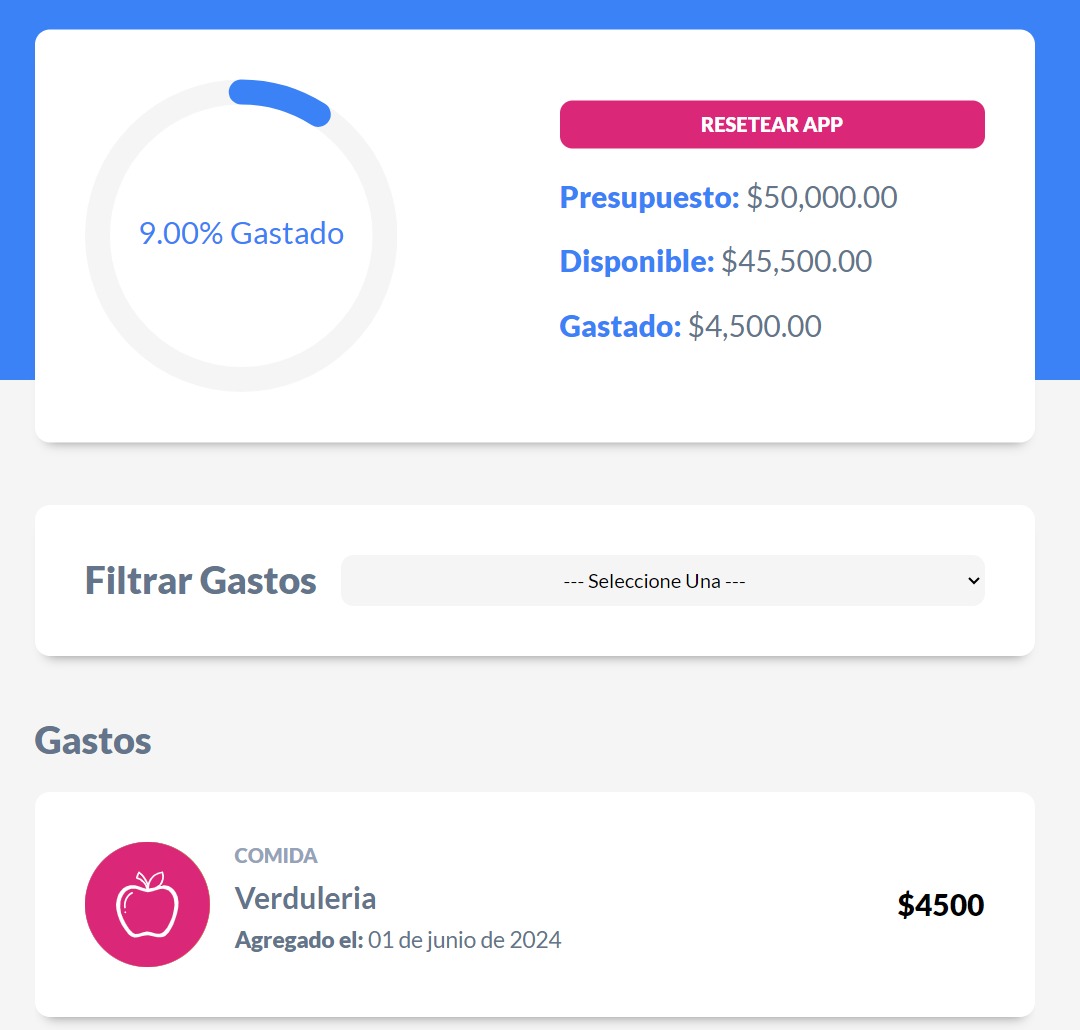 9.00% Gastado
RESETEAR APP
Presupuesto: $50,000.00
Disponible: $45,500.00
Gastado: $4,500.00
Filtrar Gastos
--- Seleccione Una ---
Gastos
COMIDA
Verduleria
Agregado el: 01 de junio de 2024
$4500